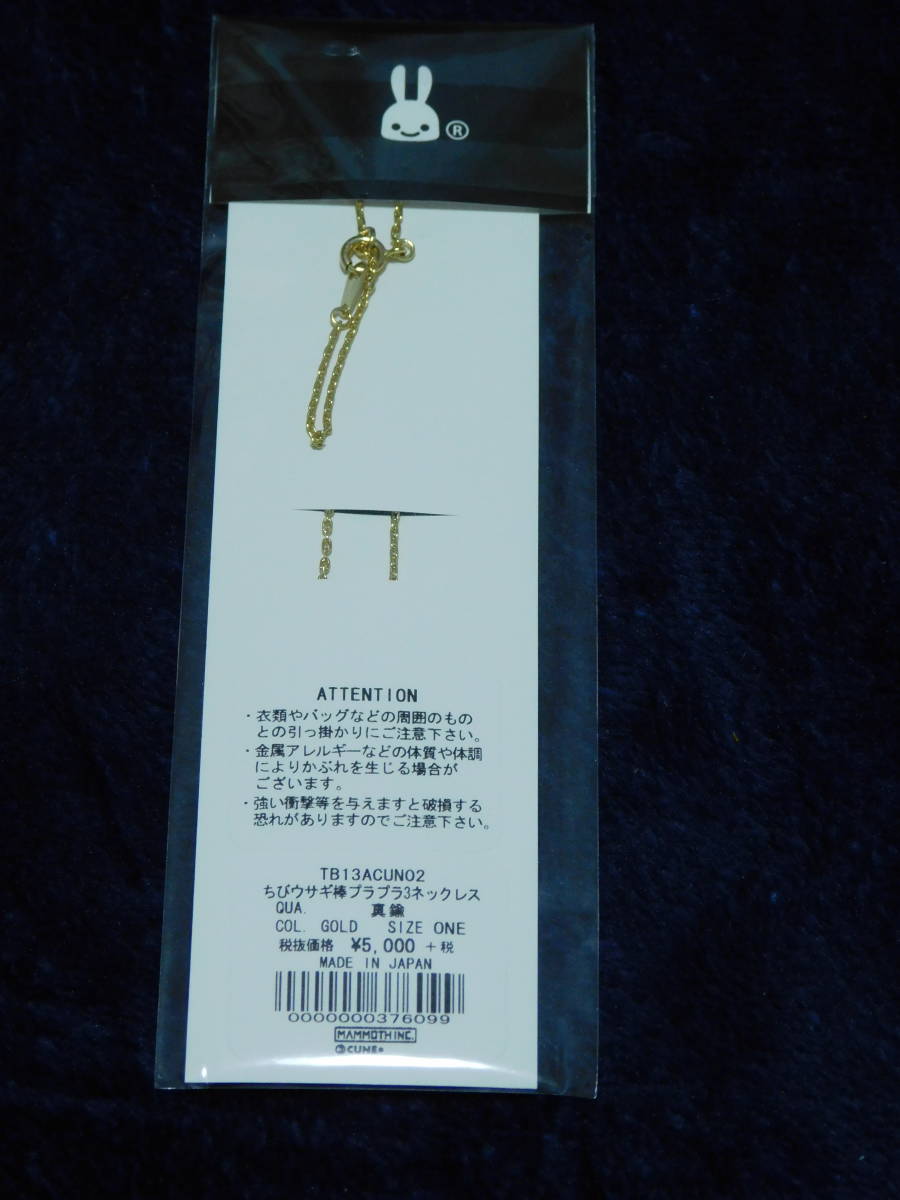 ®
ATTENTION
・衣類やバッグなどの周囲のもの
との引っ掛かりにご注意下さい。
・金属アレルギーなどの体質や体調
によりかぶれを生じる場合が
ございます。
・強い衝撃等を与えますと破損する
恐れがありますのでご注意下さい。
TB13ACUN02
ちびウサギ棒プラプラ3ネックレス
QUA. 真鍮
COL. GOLD SIZE ONE
税抜価格 ¥5,000 +税
MADE IN JAPAN
0000000376099
MAMMOTH INC.
©CUNE®